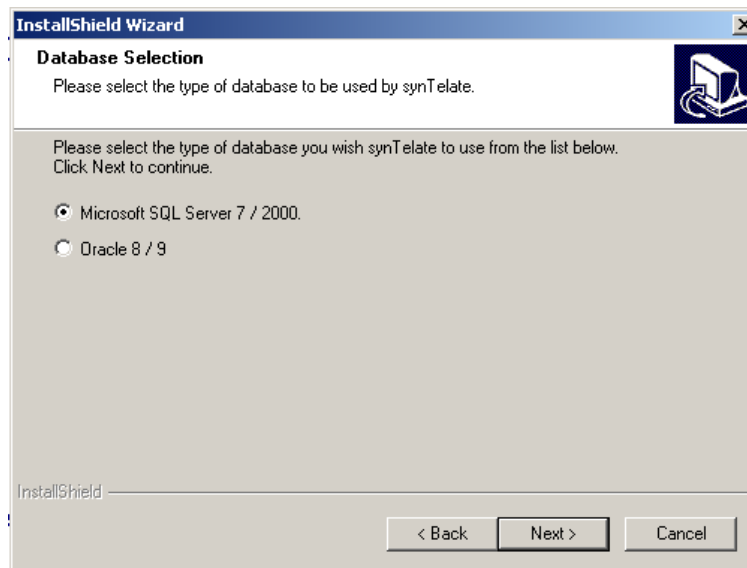 InstallShield Wizard
Database Selection
Please select the type of database to be used by synTelate.
Please select the type of database you wish synTelate to use from the list below.
Click Next to continue.
Microsoft SQL Server 7 / 2000.
Oracle 8 / 9
InstallShield
< Back Next > Cancel